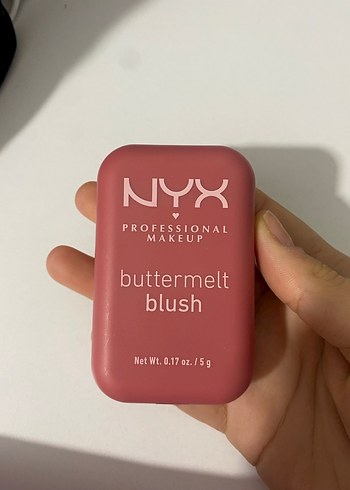 NYX
PROFESSIONAL
MAKEUP
buttermelt
blush
Net Wt. 0.17 oz. / 5 g